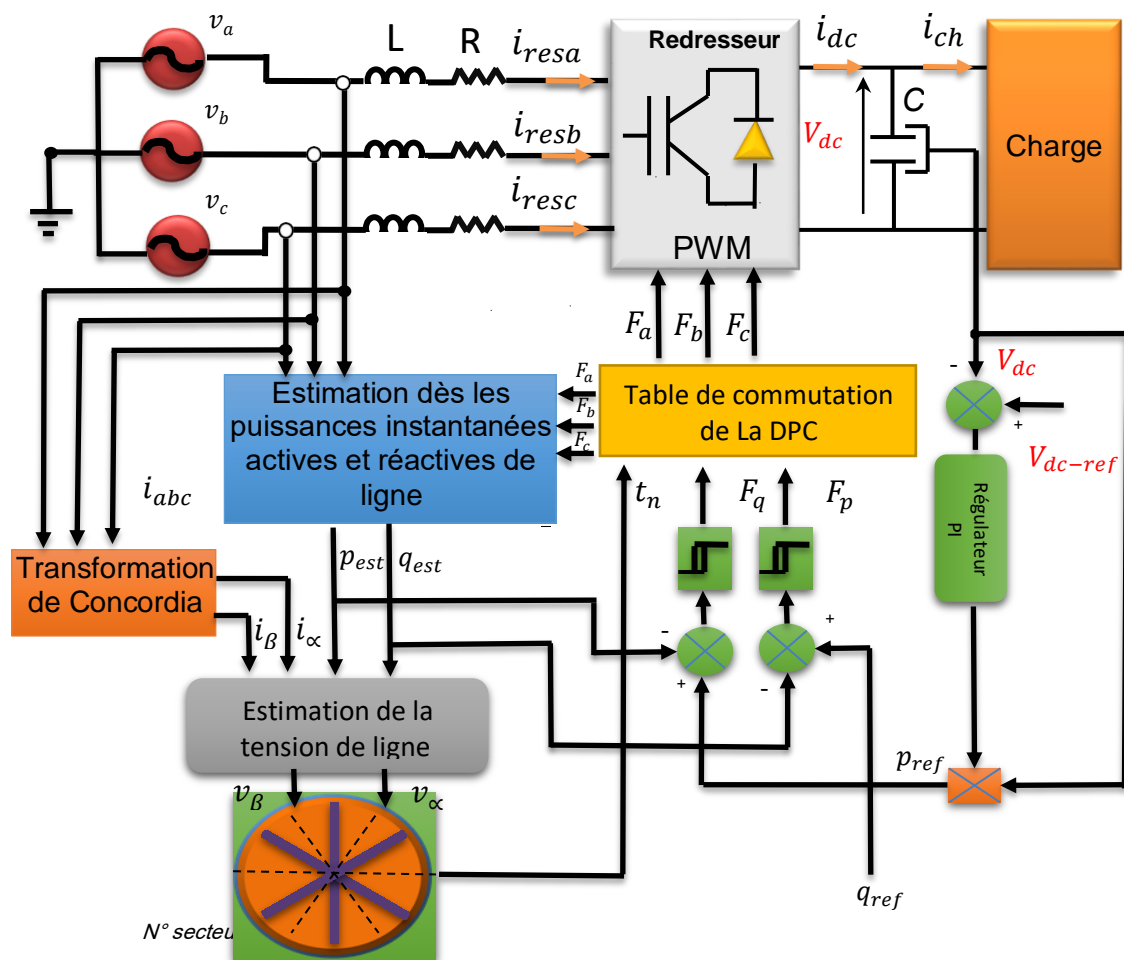 v_a
L
R
i_resa
Redresseur
i_dc
i_ch
v_b
i_resb
V_dc
C
Charge
v_c
i_resc
PWM
F_a
F_b
F_c
Estimation dès les
puissances instantanées
actives et réactives de
ligne
F_a
F_b
F_c
Table de commutation
de La DPC
-
V_dc
+
V_dc-ref
i_abc
t_n
F_q
F_p
Régulateur
PI
Transformation
de Concordia
p_est
q_est
i_ß
i_∝
-
+
+
-
Estimation de la
tension de ligne
p_ref
v_ß
v_∝
q_ref
N° secteu